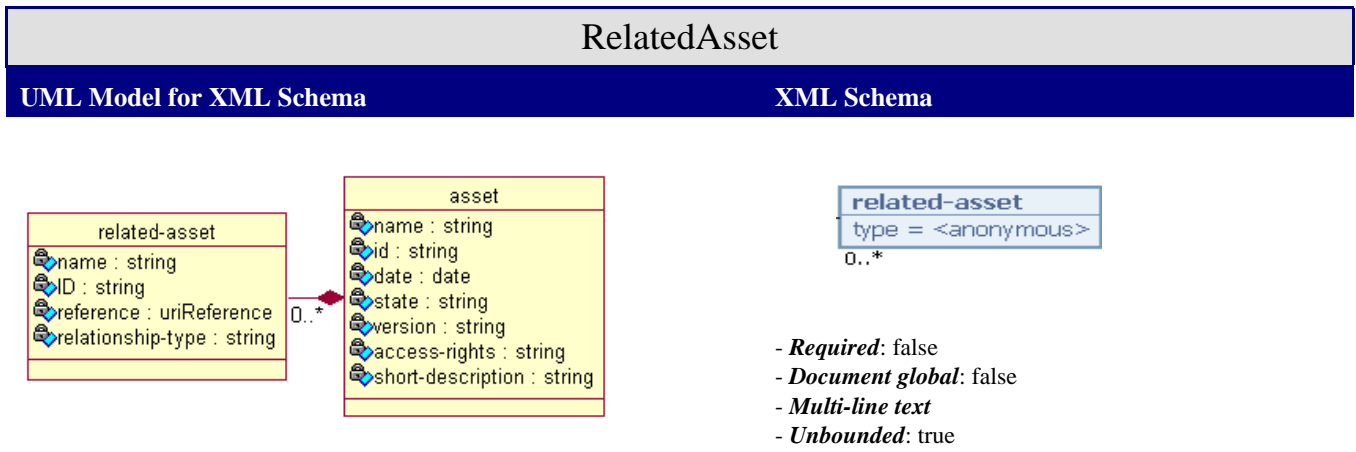 RelatedAsset
UML Model for XML Schema
XML Schema
related-asset
name : string
ID : string
reference : uriReference
relationship-type : string
0..*
asset
name : string
id : string
date : date
state : string
version : string
access-rights : string
short-description : string
related-asset
type = <anonymous>
0..*
- Required: false
- Document global: false
- Multi-line text
- Unbounded: true